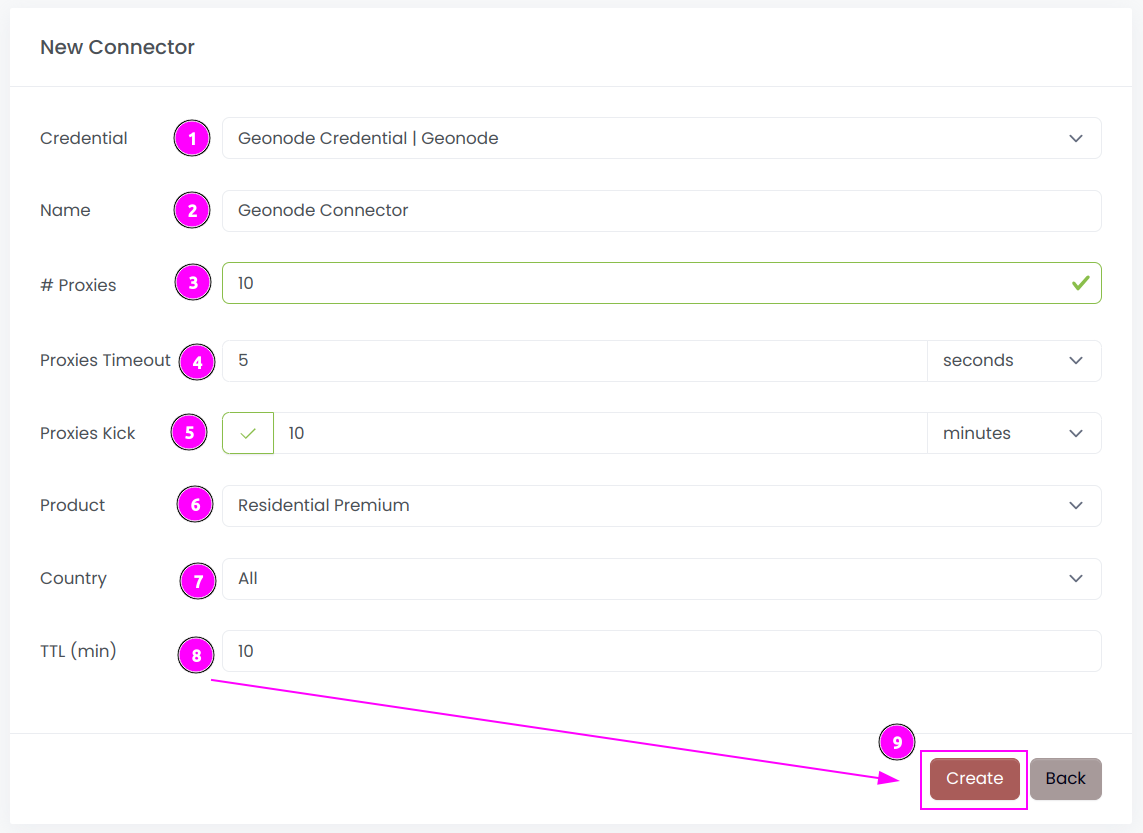 New Connector
Credential 1 Geonode Credential | Geonode
Name 2 Geonode Connector
# Proxies 3 10
Proxies Timeout 4 5 seconds
Proxies Kick 5 10 minutes
Product 6 Residential Premium
Country 7 All
TTL (min) 8 10
9
Create Back